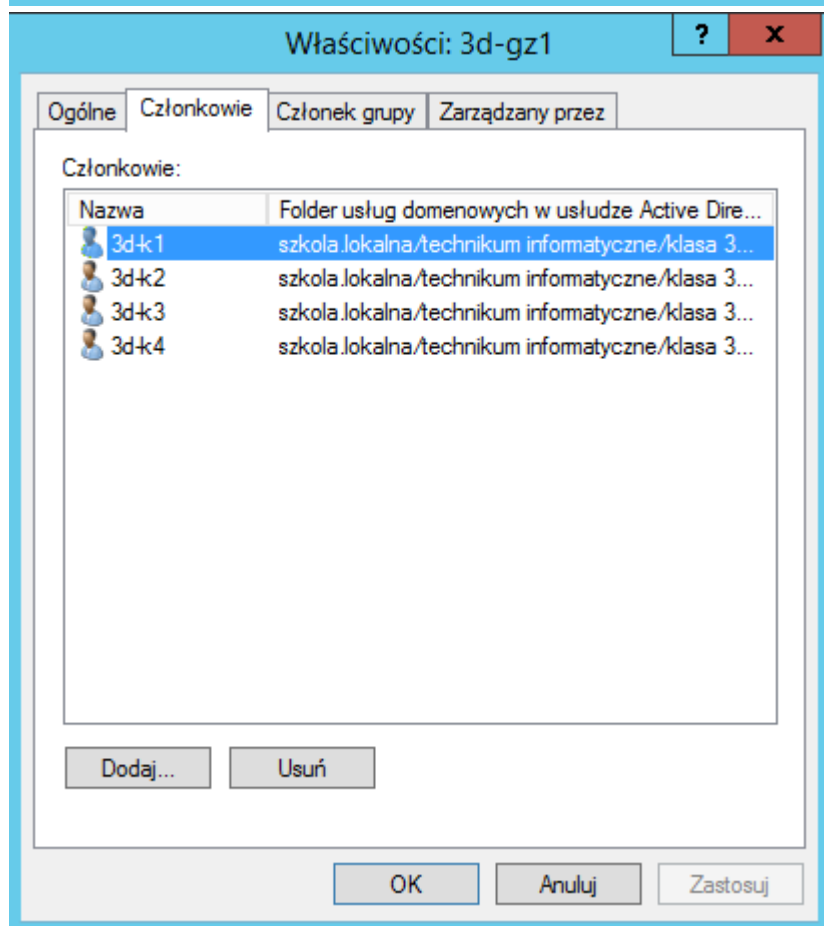 Właściwości: 3d-gz1 ? x
Ogólne Członkowie Członek grupy Zarządzany przez
Członkowie:
Nazwa Folder usług domenowych w usłudze Active Dire...
3d-k1 szkola.lokalna/technikum informatyczne/klasa 3...
3d-k2 szkola.lokalna/technikum informatyczne/klasa 3...
3d-k3 szkola.lokalna/technikum informatyczne/klasa 3...
3d-k4 szkola.lokalna/technikum informatyczne/klasa 3...
Dodaj... Usuń
OK Anuluj Zastosuj